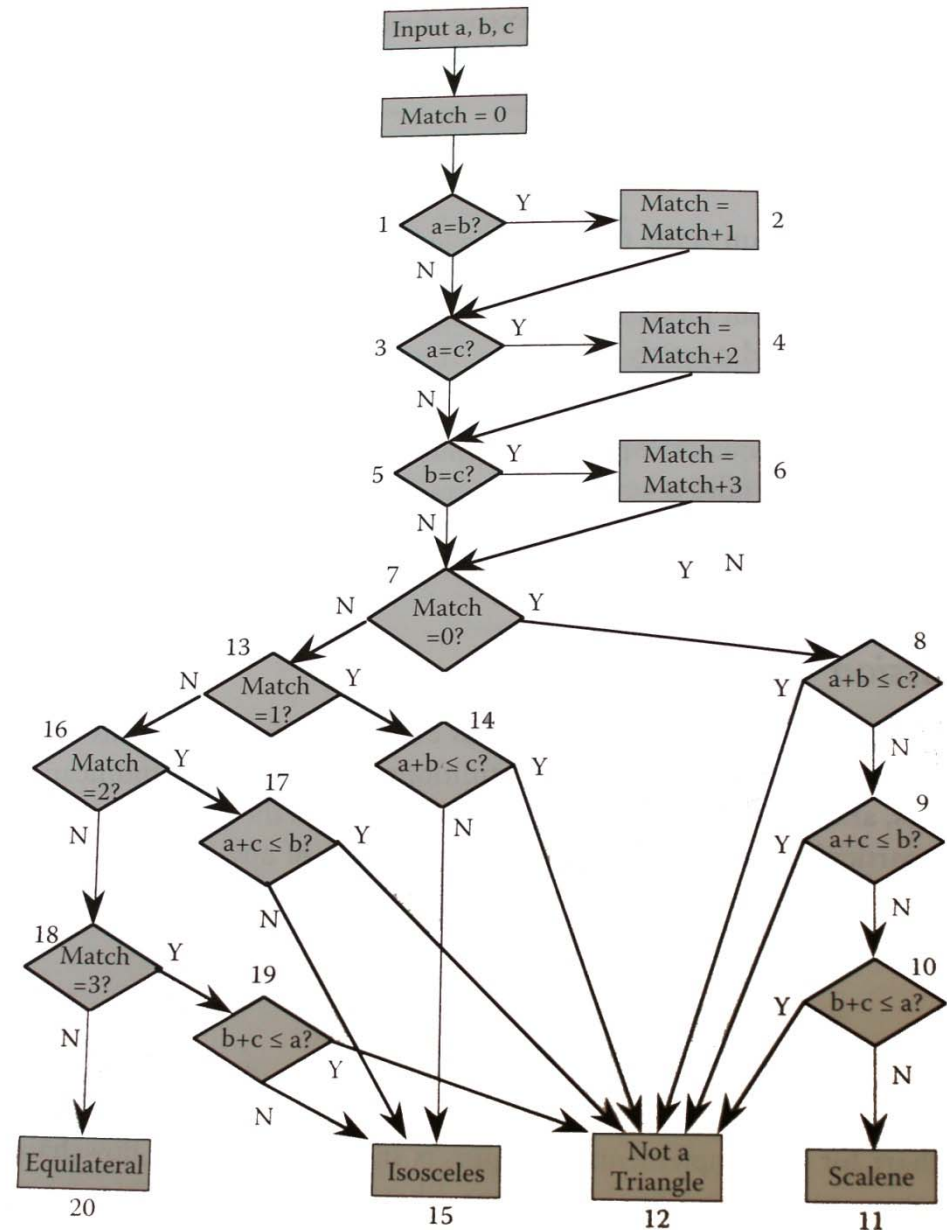 Input a, b, c
Match = 0
Y
1
a=b?
Match =
Match+1
2
N
Y
3
a=c?
Match =
Match+2
4
N
Y
5
b=c?
Match =
Match+3
6
N
Y N
7
N
Match
=0?
Y
8
a+b ≤ c?
Y
N
13
N
Match
=1?
Y
14
a+b ≤ c?
Y
N
16
Match
=2?
Y
N
17
a+c ≤ b?
Y
N
9
a+c ≤ b?
Y
N
18
Match
=3?
Y
N
19
b+c ≤ a?
Y
N
10
b+c ≤ a?
Y
N
Equilateral
20
Isosceles
15
Not a
Triangle
12
Scalene
11